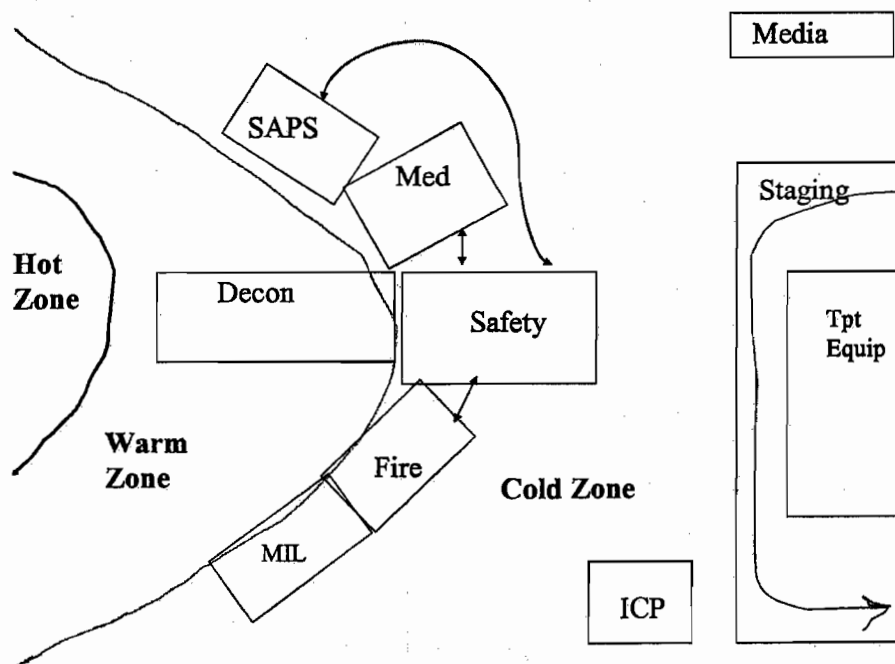 Media
SAPS
Med
Staging
Hot
Zone
Decon
Safety
Tpt
Equip
Warm
Zone
Fire
Cold Zone
MIL
ICP